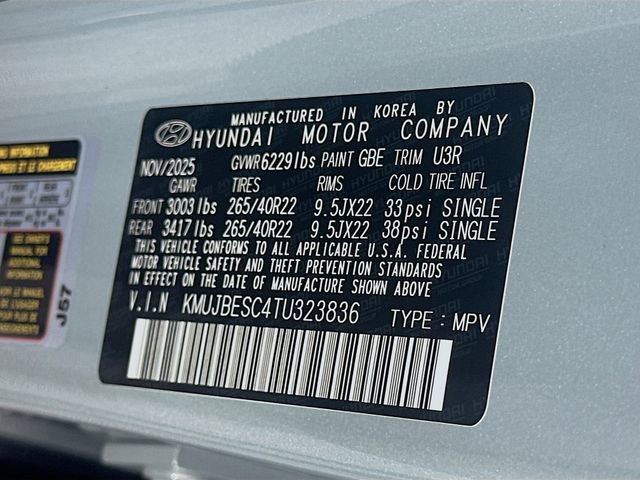 MANUFACTURED IN KOREA BY
HYUNDAI MOTOR COMPANY
NOV/2025 GVWR 6229 lbs PAINT GBE TRIM U3R
GAWR TIRES RIMS COLD TIRE INFL
FRONT 3003 lbs 265/40R22 9.5JX22 33psi SINGLE
REAR 3417 lbs 265/40R22 9.5JX22 38psi SINGLE
THIS VEHICLE CONFORMS TO ALL APPLICABLE U.S.A. FEDERAL
MOTOR VEHICLE SAFETY AND THEFT PREVENTION STANDARDS
IN EFFECT ON THE DATE OF MANUFACTURE SHOWN ABOVE
V.I.N KMUJBESC4TU323836 TYPE : MPV
J57